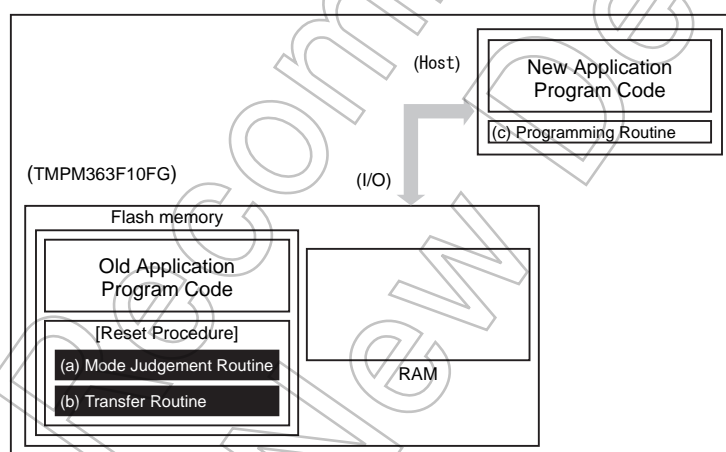 (Host)
New Application
Program Code
(c) Programming Routine
(TMPM363F10FG)
(I/O)
Flash memory
Old Application
Program Code
[Reset Procedure]
(a) Mode Judgement Routine
(b) Transfer Routine
RAM